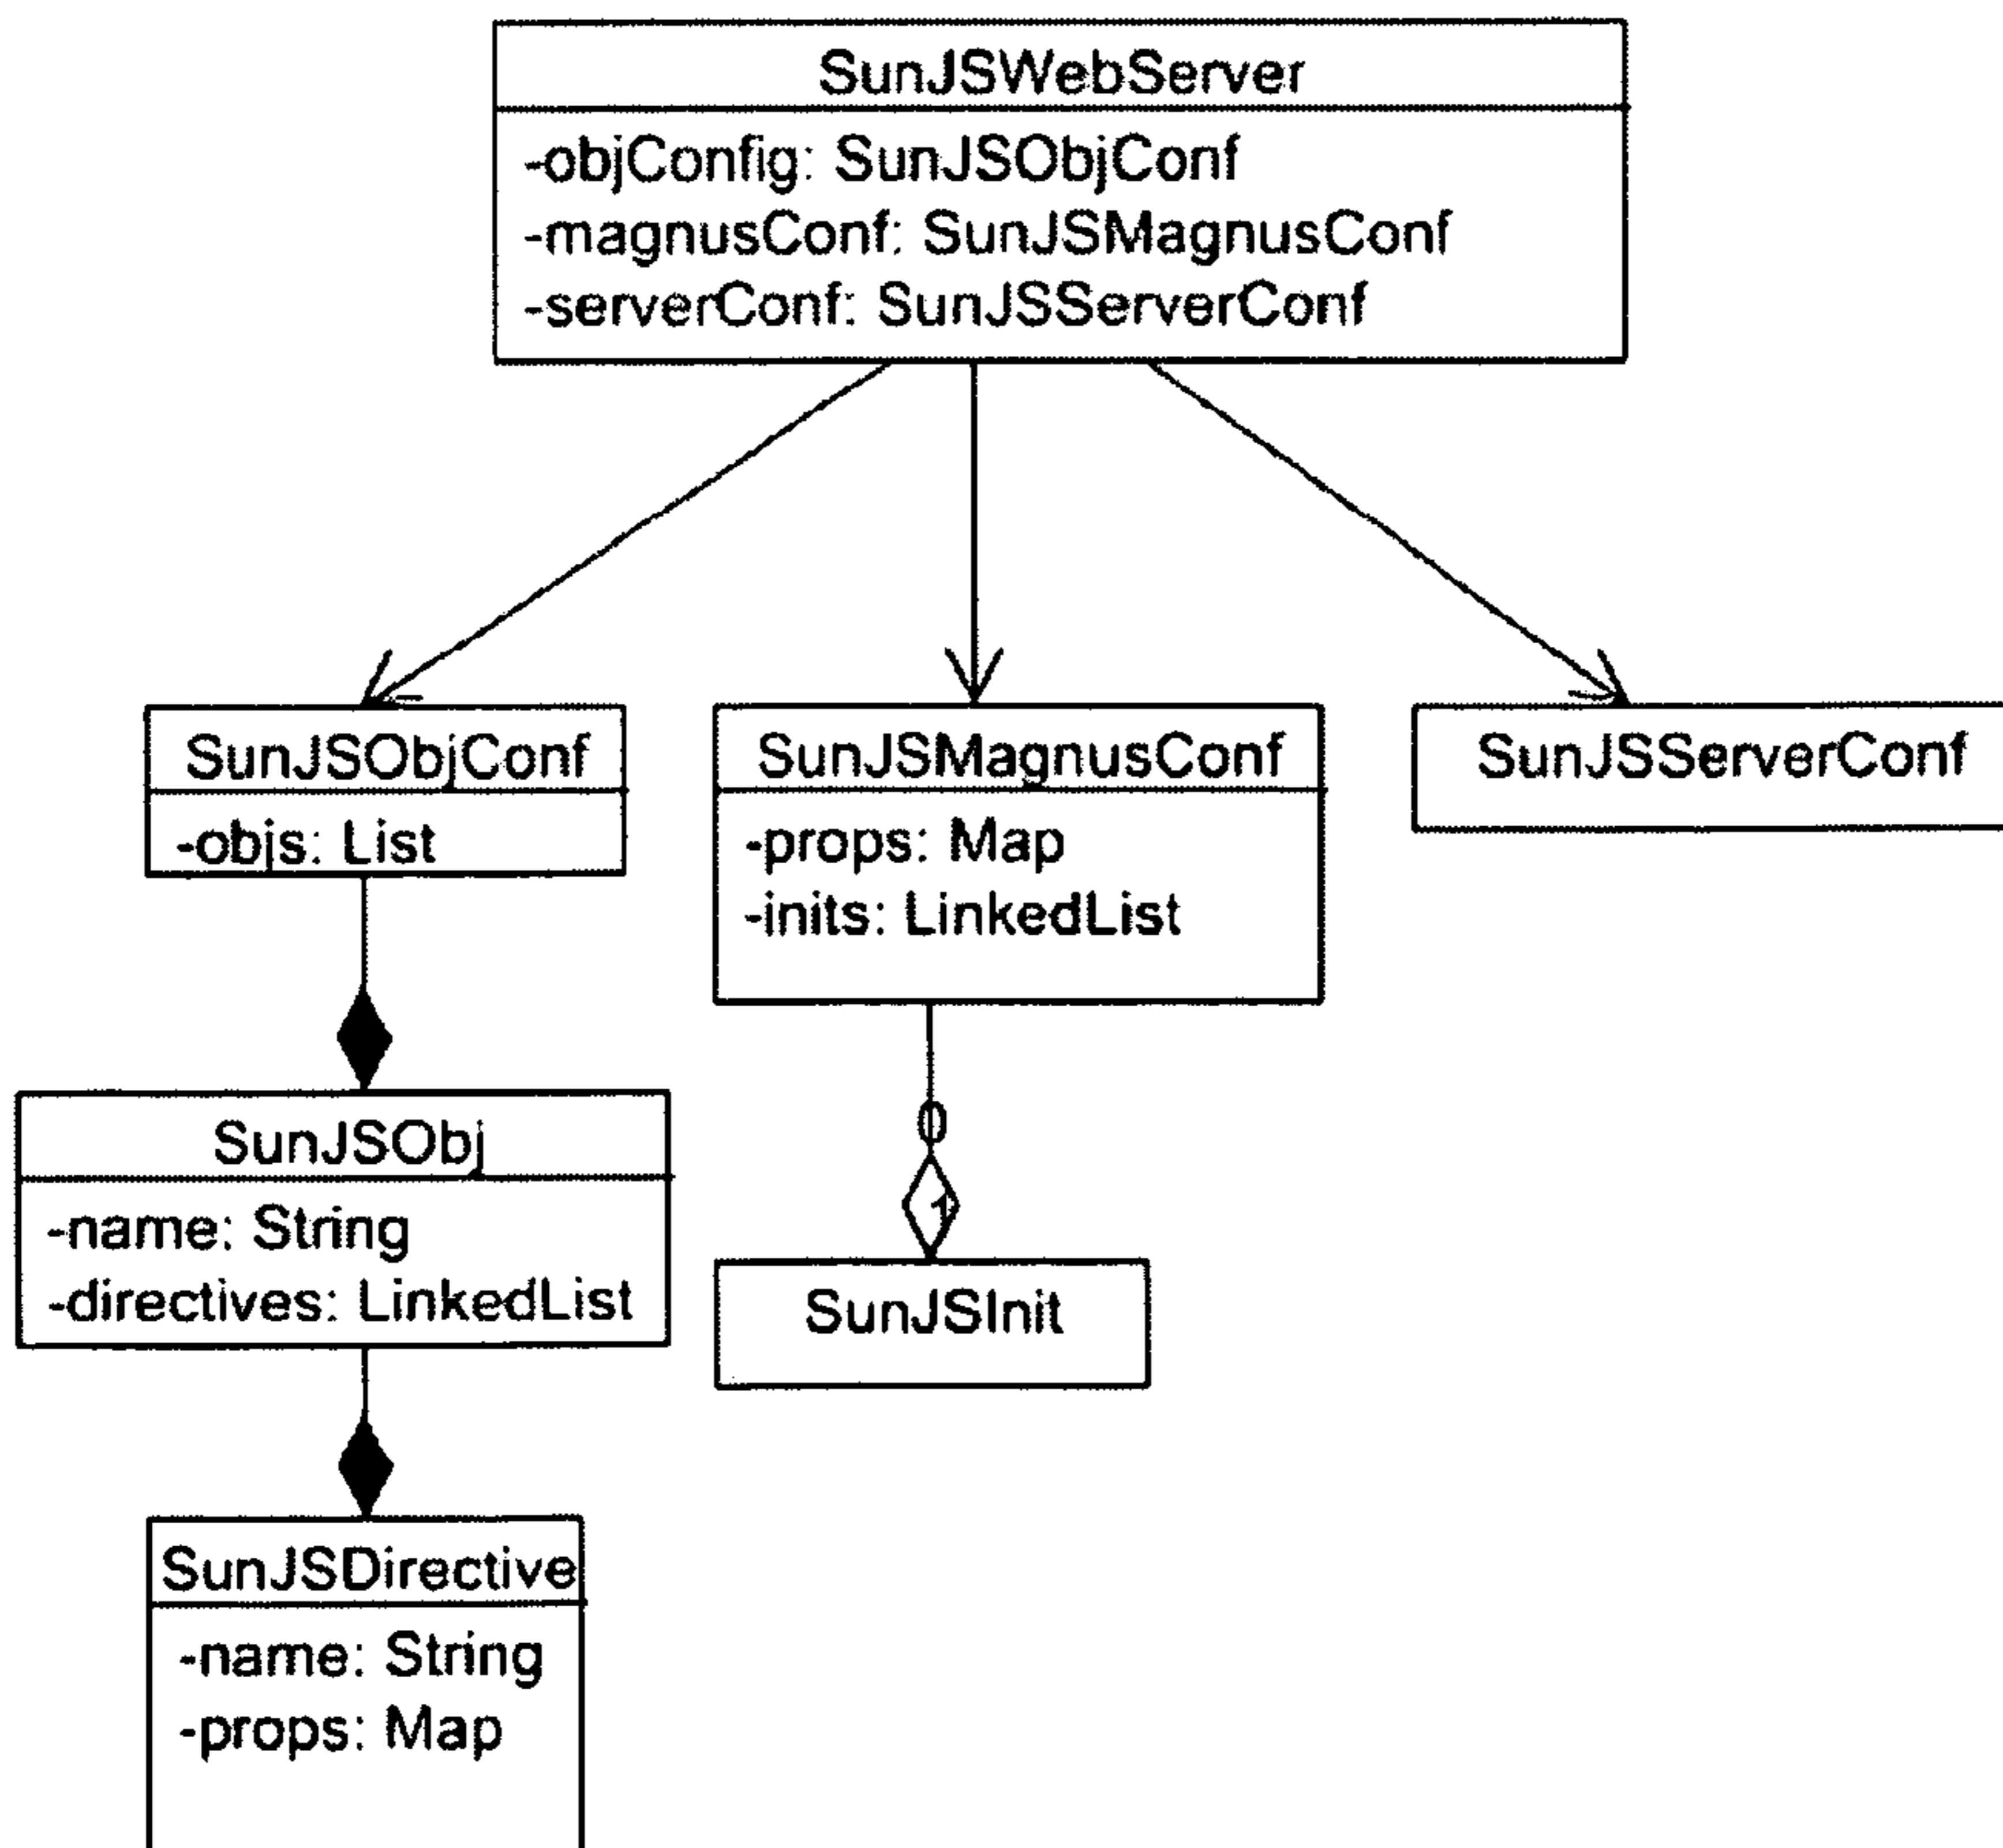 SunJSWebServer
-objConfig: SunJSObjConf
-magnusConf: SunJSMagnusConf
-serverConf: SunJSServerConf
SunJSObjConf
-objs: List
SunJSMagnusConf
-props: Map
-inits: LinkedList
SunJSServerConf
SunJSObj
-name: String
-directives: LinkedList
0
1
SunJSInit
SunJSDirective
-name: String
-props: Map